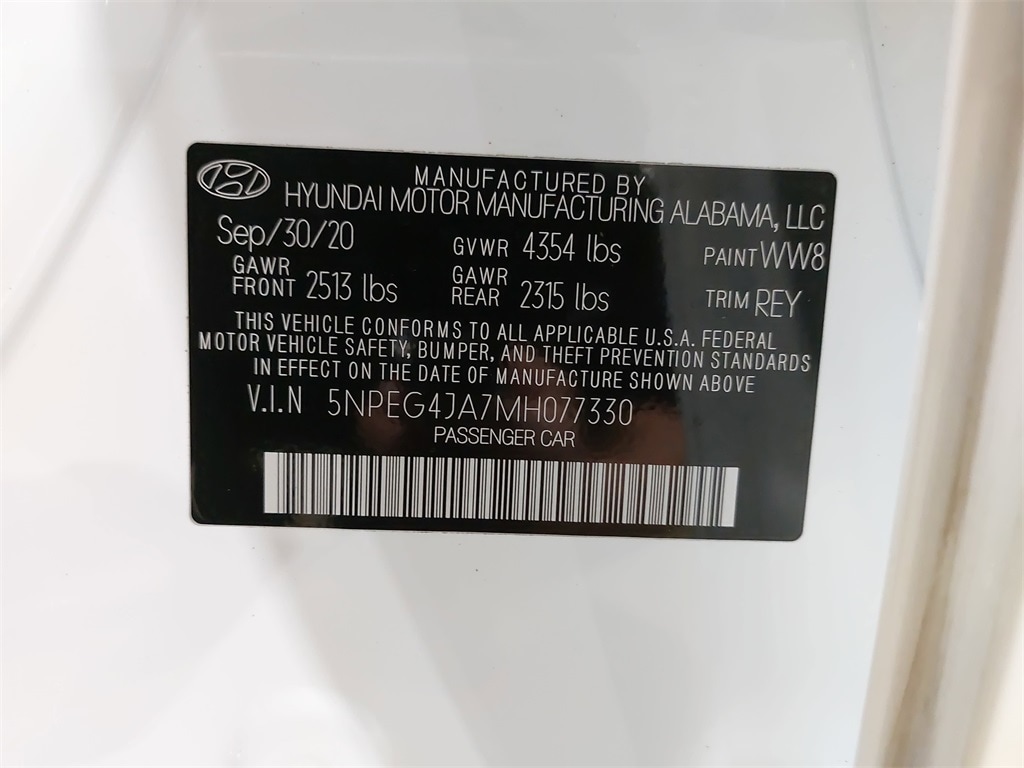 MANUFACTURED BY
HYUNDAI MOTOR MANUFACTURING ALABAMA, LLC
Sep/30/20 GVWR 4354 lbs PAINT WW8
GAWR FRONT 2513 lbs GAWR REAR 2315 lbs TRIM REY
THIS VEHICLE CONFORMS TO ALL APPLICABLE U.S.A. FEDERAL
MOTOR VEHICLE SAFETY, BUMPER, AND THEFT PREVENTION STANDARDS
IN EFFECT ON THE DATE OF MANUFACTURE SHOWN ABOVE
V.I.N 5NPEG4JA7MH077330
PASSENGER CAR